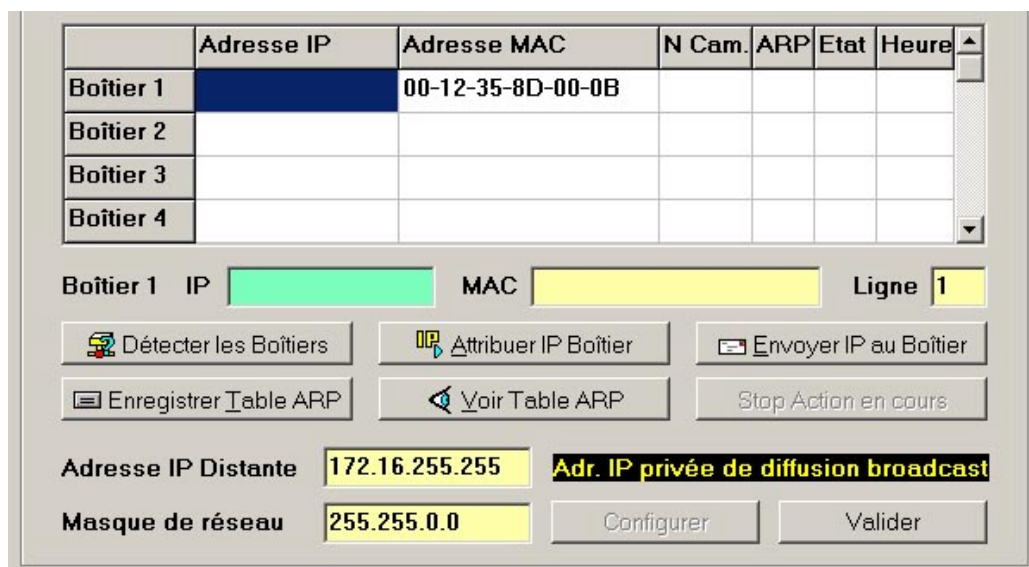 Adresse IP Adresse MAC N Cam. ARP Etat Heure
Boîtier 1 00-12-35-8D-00-0B
Boîtier 2
Boîtier 3
Boîtier 4
Boîtier 1 IP MAC Ligne 1
Détecter les Boîtiers Attribuer IP Boîtier Envoyer IP au Boîtier
Enregistrer Table ARP Voir Table ARP Stop Action en cours
Adresse IP Distante 172.16.255.255 Adr. IP privée de diffusion broadcast
Masque de réseau 255.255.0.0 Configurer Valider